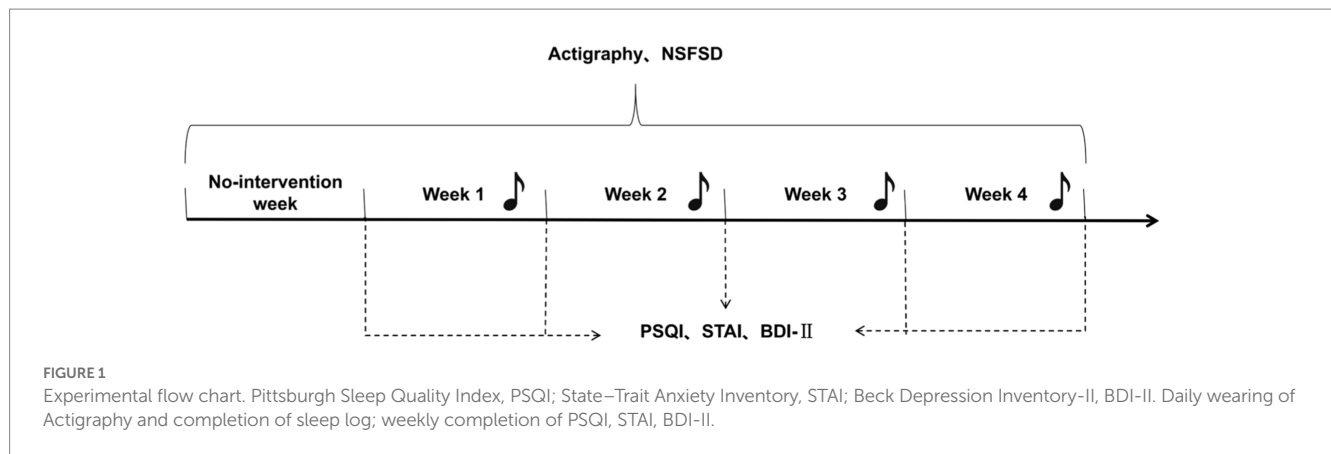 Actigraphy、NSFSD
No-intervention
week
Week 1
Week 2
Week 3
Week 4
PSQI、STAI、BDI-Ⅱ
FIGURE 1
Experimental flow chart. Pittsburgh Sleep Quality Index, PSQI; State–Trait Anxiety Inventory, STAI; Beck Depression Inventory-II, BDI-II. Daily wearing of
Actigraphy and completion of sleep log; weekly completion of PSQI, STAI, BDI-II.